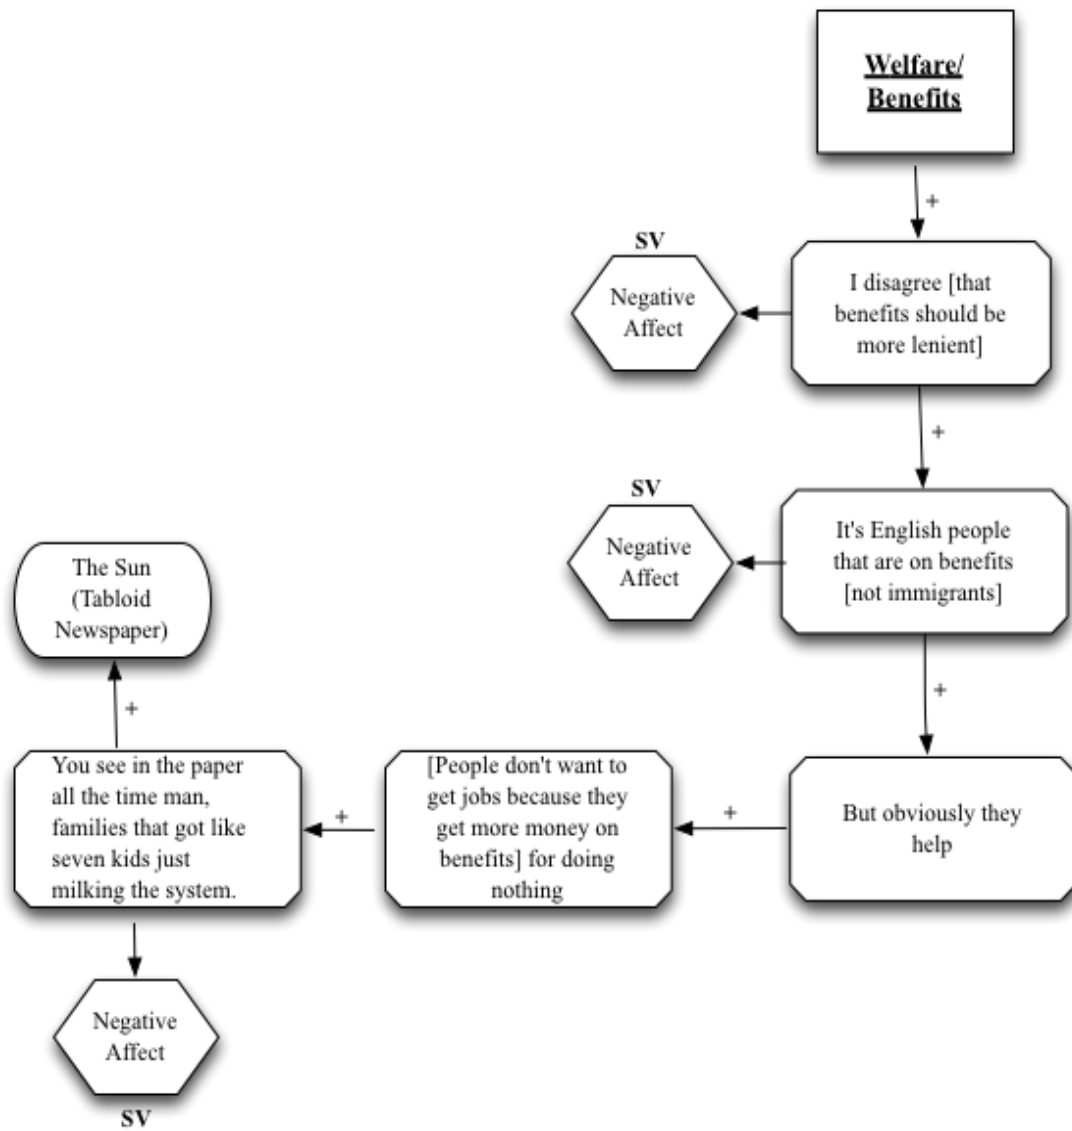 Welfare/
Benefits
+
SV
Negative
Affect
I disagree [that
benefits should be
more lenient]
+
SV
Negative
Affect
It's English people
that are on benefits
[not immigrants]
+
The Sun
(Tabloid
Newspaper)
+
But obviously they
help
+
[People don't want to
get jobs because they
get more money on
benefits] for doing
nothing
+
You see in the paper
all the time man,
families that got like
seven kids just
milking the system.
Negative
Affect
SV